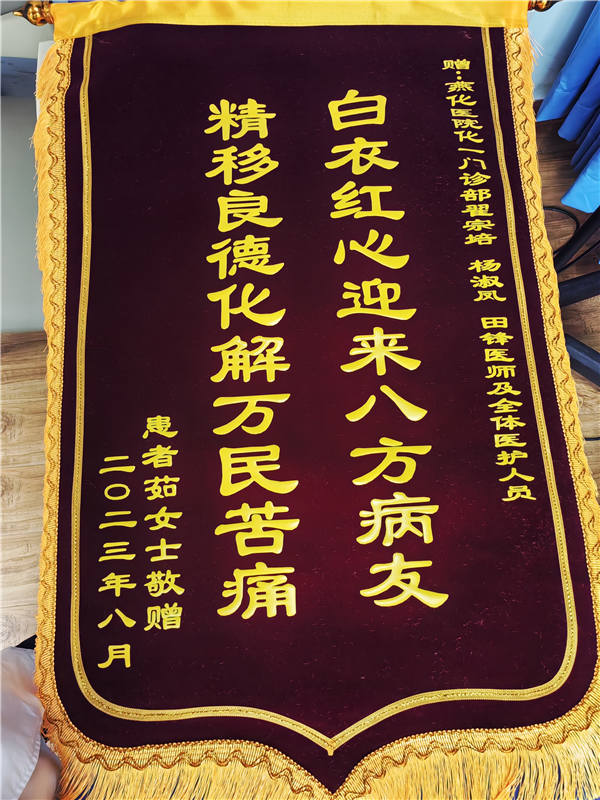 赠:燕化医院化一门诊部翟宗培 杨淑凤 田锋医师及全体医护人员
白衣红心迎来八方病友
精移良德化解万民苦痛
患者茹女士敬赠
二〇二三年八月